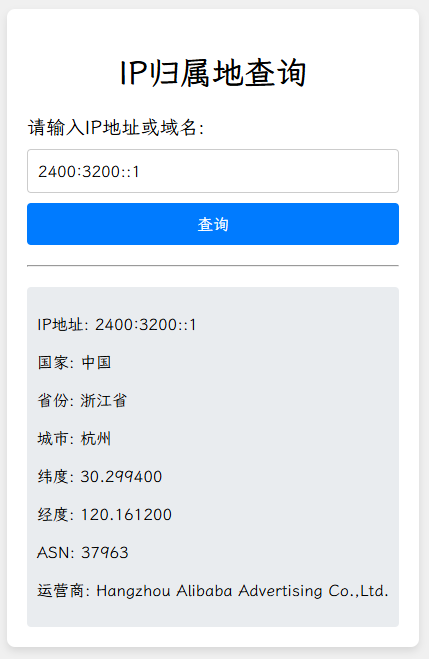 IP归属地查询
请输入IP地址或域名:
2400:3200::1
查询
IP地址: 2400:3200::1
国家: 中国
省份: 浙江省
城市: 杭州
纬度: 30.299400
经度: 120.161200
ASN: 37963
运营商: Hangzhou Alibaba Advertising Co.,Ltd.